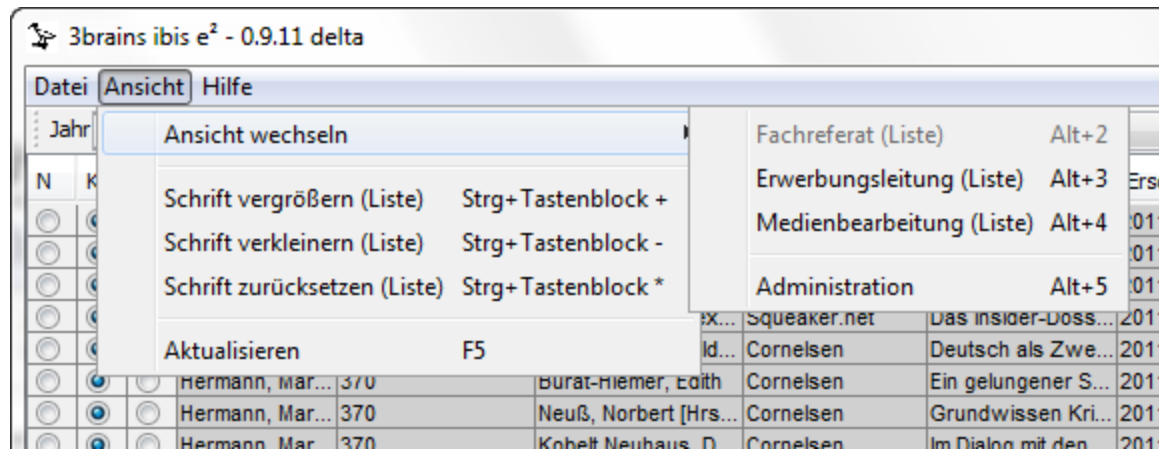 3brains ibis e² - 0.9.11 delta
Datei Ansicht Hilfe
Jahr
Ansicht wechseln
Fachreferat (Liste) Alt+2
Erwerbungsleitung (Liste) Alt+3
Medienbearbeitung (Liste) Alt+4
Administration Alt+5
Schrift vergrößern (Liste) Strg+Tastenblock +
Schrift verkleinern (Liste) Strg+Tastenblock -
Schrift zurücksetzen (Liste) Strg+Tastenblock *
Aktualisieren F5
N K
Squeaker.net Das Insider-Doss... 201
Cornelsen Deutsch als Zwe... 201
Hermann, Mar... 370 Burat-Hiemer, Edith Cornelsen Ein gelungener S... 201
Hermann, Mar... 370 Neuß, Norbert [Hrs... Cornelsen Grundwissen Kri... 201
Hermann, Mar... 370 Kobelt Neuhaus, D... Cornelsen Im Dialog mit den 201